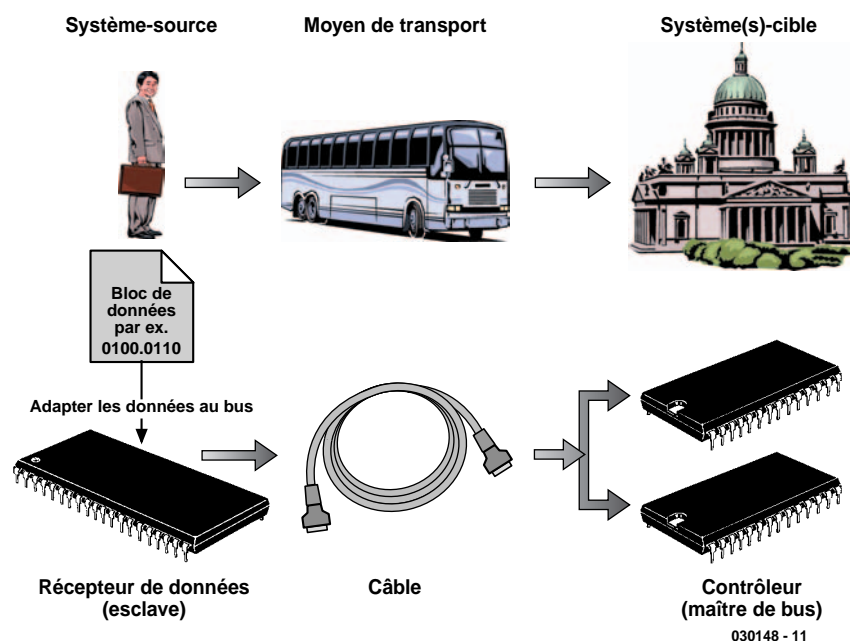 Système-source
Moyen de transport
Système(s)-cible
Bloc de
données
par ex.
0100.0110
Adapter les données au bus
Récepteur de données
(esclave)
Câble
Contrôleur
(maître de bus)
030148 - 11